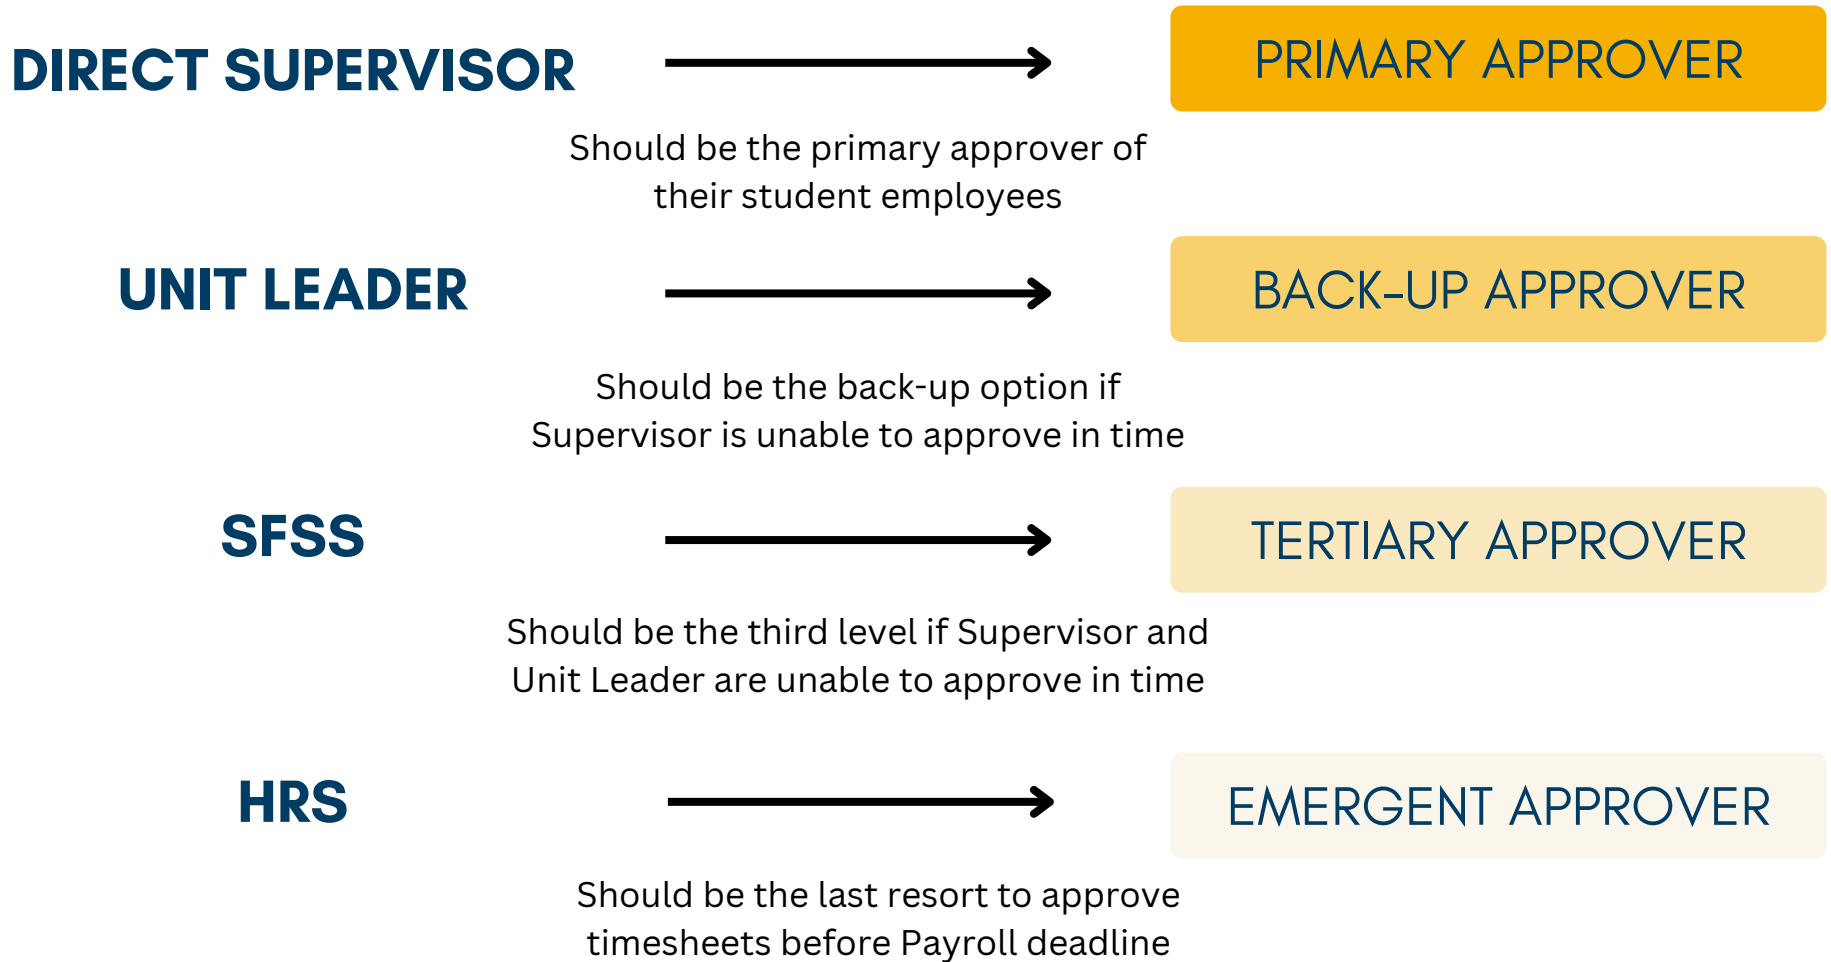 DIRECT SUPERVISOR
PRIMARY APPROVER
Should be the primary approver of
their student employees
UNIT LEADER
BACK-UP APPROVER
Should be the back-up option if
Supervisor is unable to approve in time
SFSS
TERTIARY APPROVER
Should be the third level if Supervisor and
Unit Leader are unable to approve in time
HRS
EMERGENT APPROVER
Should be the last resort to approve
timesheets before Payroll deadline